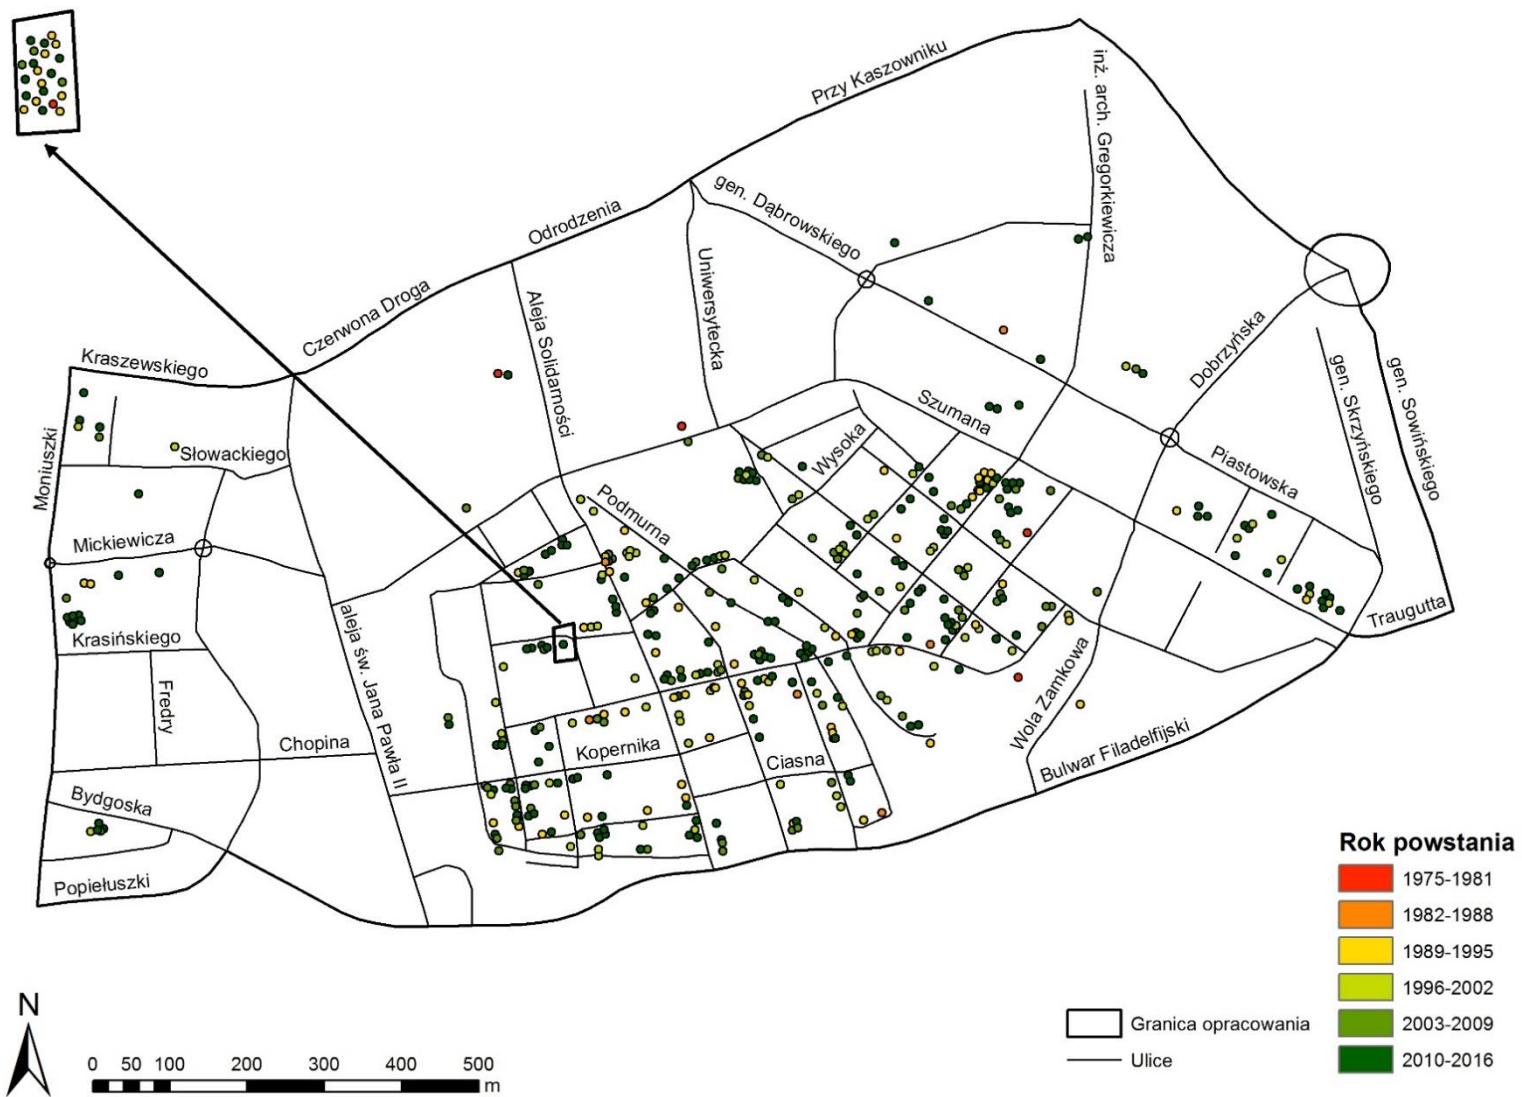 Przy Kaszowniku
inż. arch. Gregorkiewicza
gen. Dąbrowskiego
Odrodzenia
Uniwersytecka
Aleja Solidarności
Czerwona Droga
Kraszewskiego
Dobrzyńska
gen. Skrzyńskiego
gen. Sowińskiego
Szumana
Wysoka
Słowackiego
Moniuszki
Piastowska
Podmurna
Mickiewicza
Krasińskiego
Traugutta
aleja św. Jana Pawła II
Fredry
Wola Zamkowa
Chopina
Kopernika
Ciasna
Bulwar Filadelfijski
Bydgoska
Popiełuszki
Rok powstania
1975-1981
1982-1988
1989-1995
1996-2002
2003-2009
2010-2016
Granica opracowania
Ulice
N
0 50 100 200 300 400 500
m